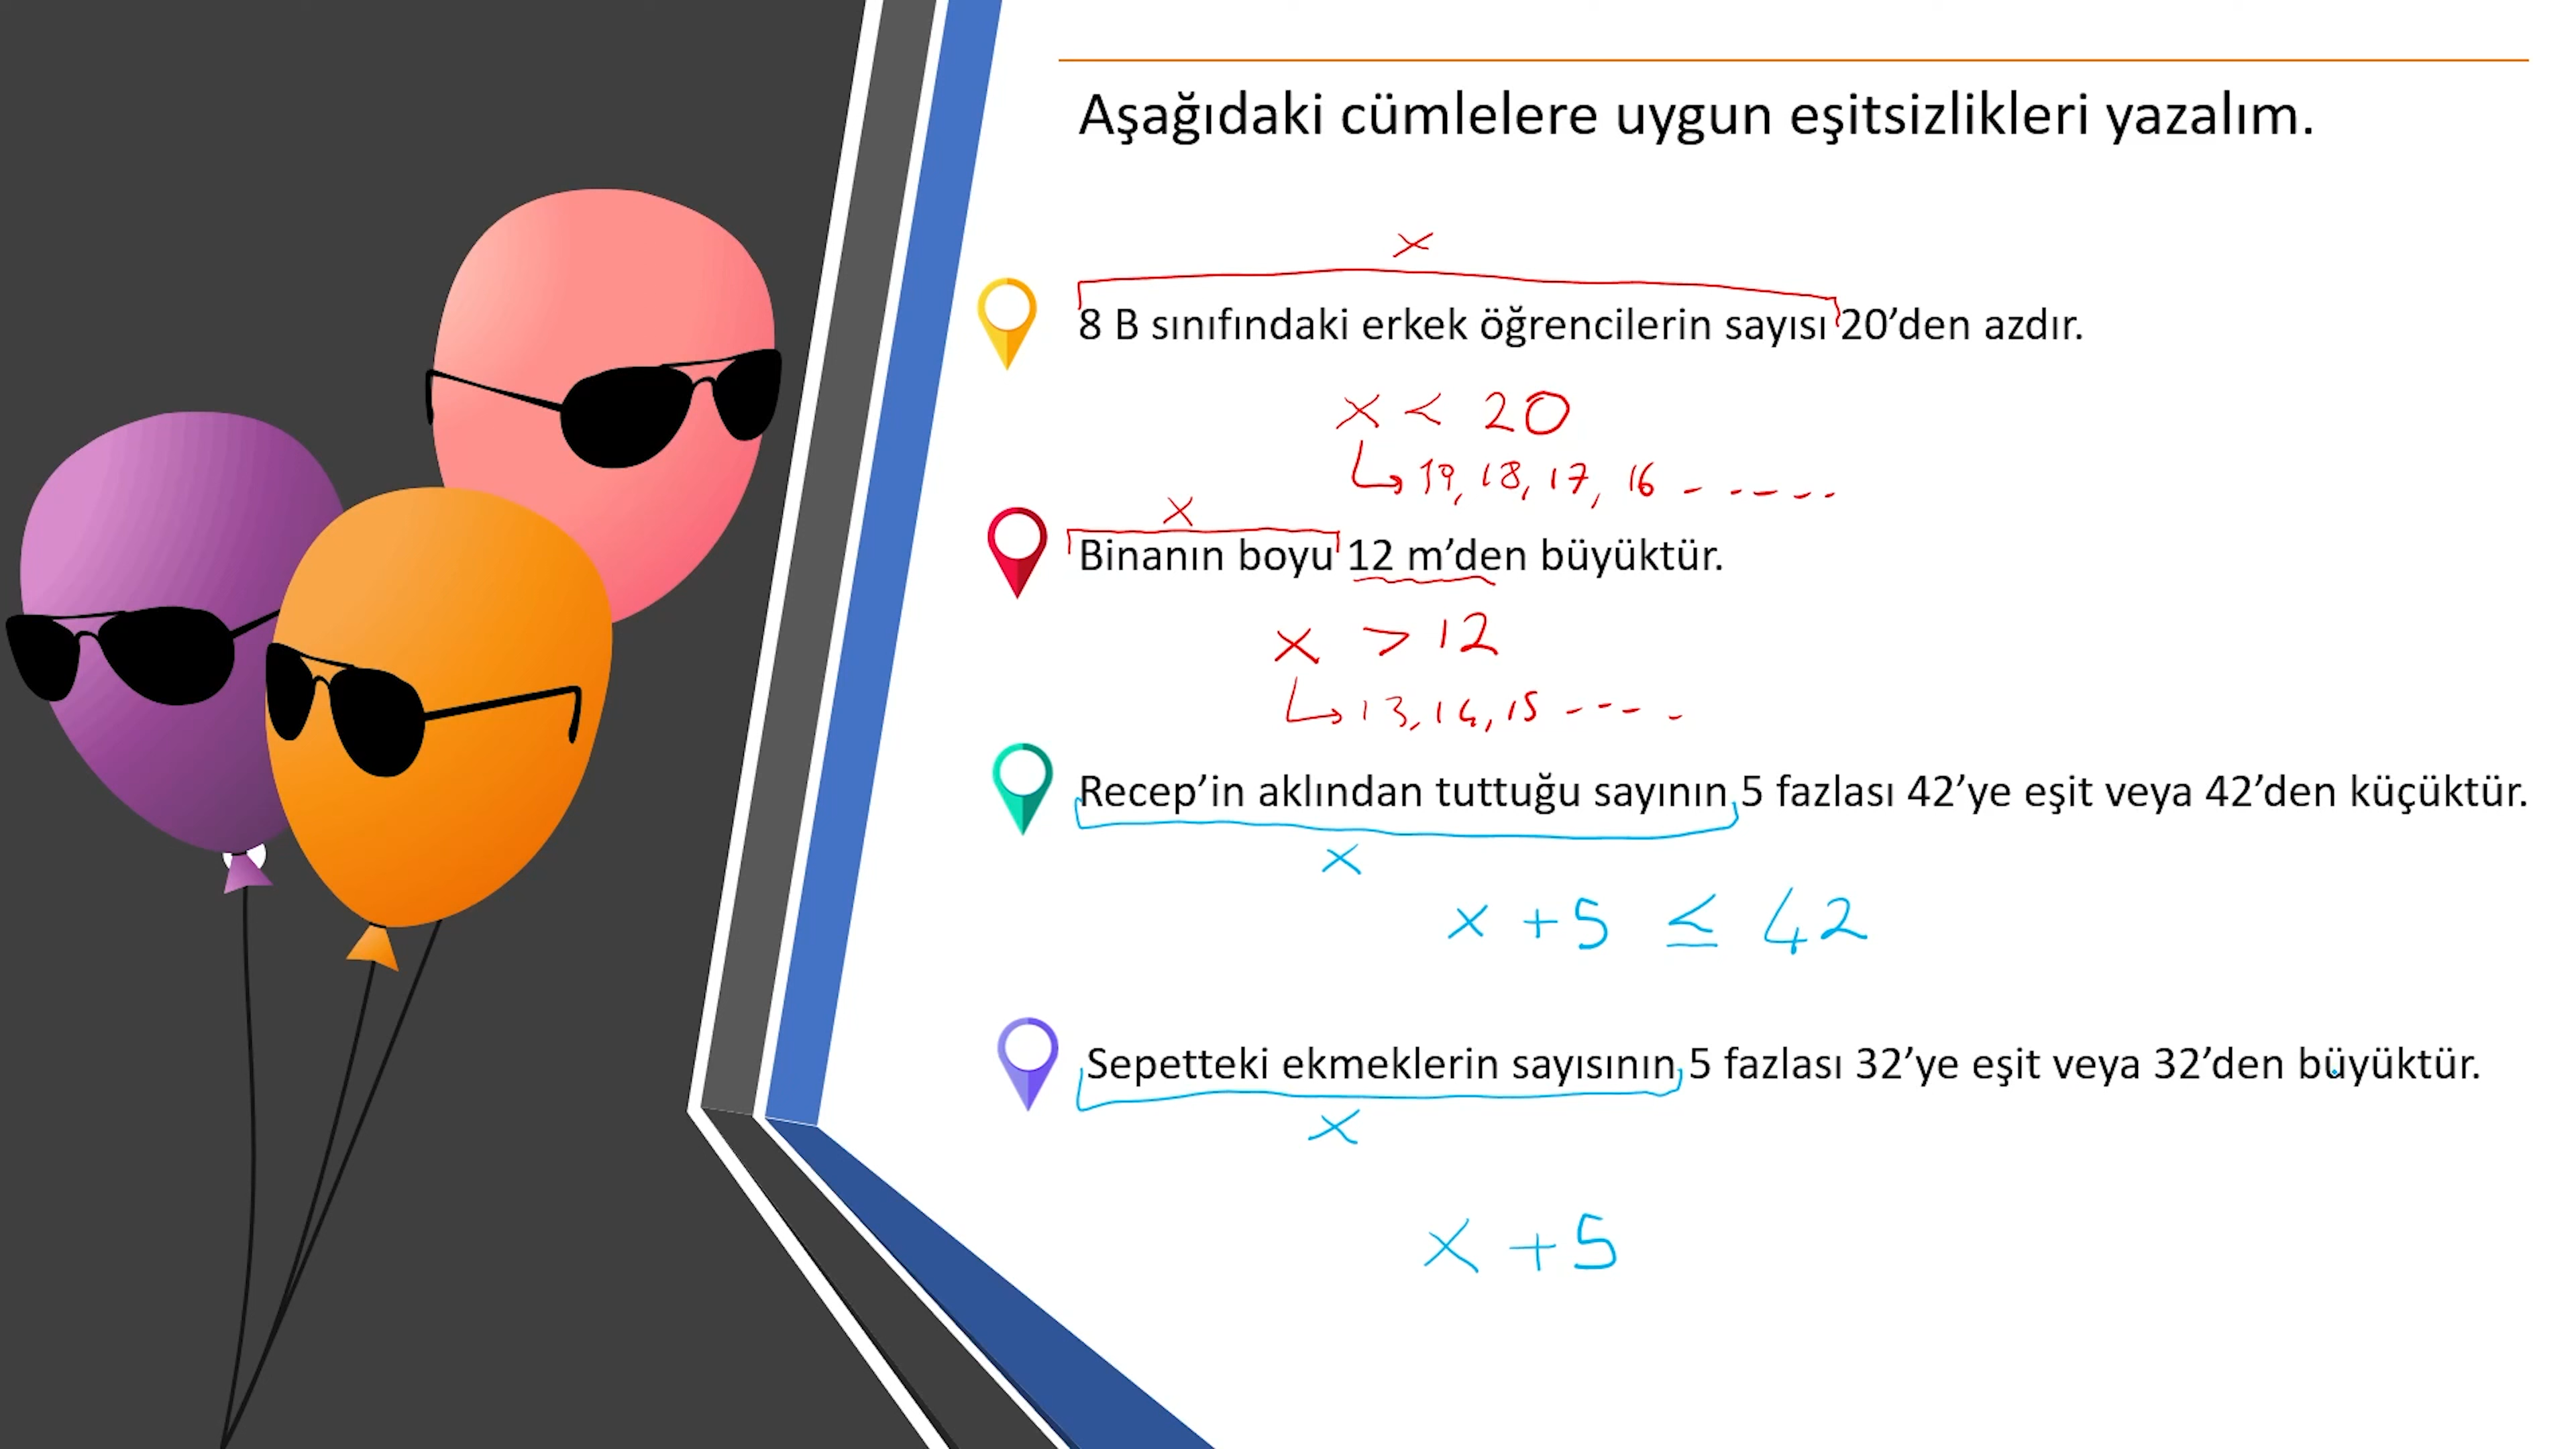 Aşağıdaki cümlelere uygun eşitsizlikleri yazalım.
x
8 B sınıfındaki erkek öğrencilerin sayısı 20’den azdır.
x < 20
19, 18, 17, 16 - - - - -
x
Binanın boyu 12 m’den büyüktür.
x > 12
13, 14, 15 - - - -
Recep’in aklından tuttuğu sayının 5 fazlası 42’ye eşit veya 42’den küçüktür.
x
x + 5 ≤ 42
Sepetteki ekmeklerin sayısının 5 fazlası 32’ye eşit veya 32’den büyüktür.
x
x + 5